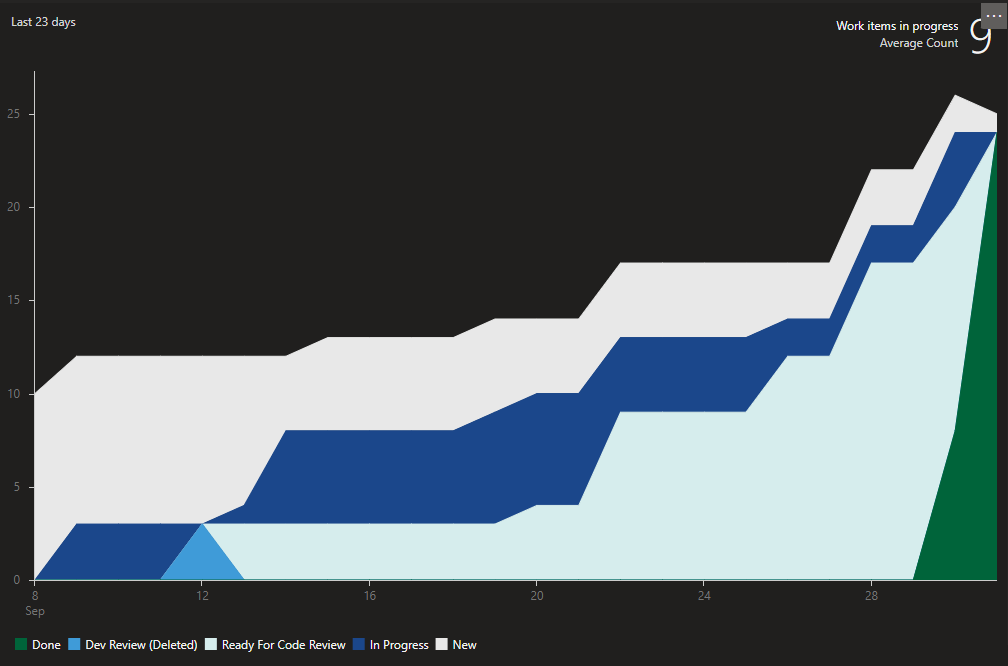 Last 23 days
...
Work items in progress
Average Count
9
25
20
15
10
5
0
8 12 16 20 24 28
Sep
Done Dev Review (Deleted) Ready For Code Review In Progress New